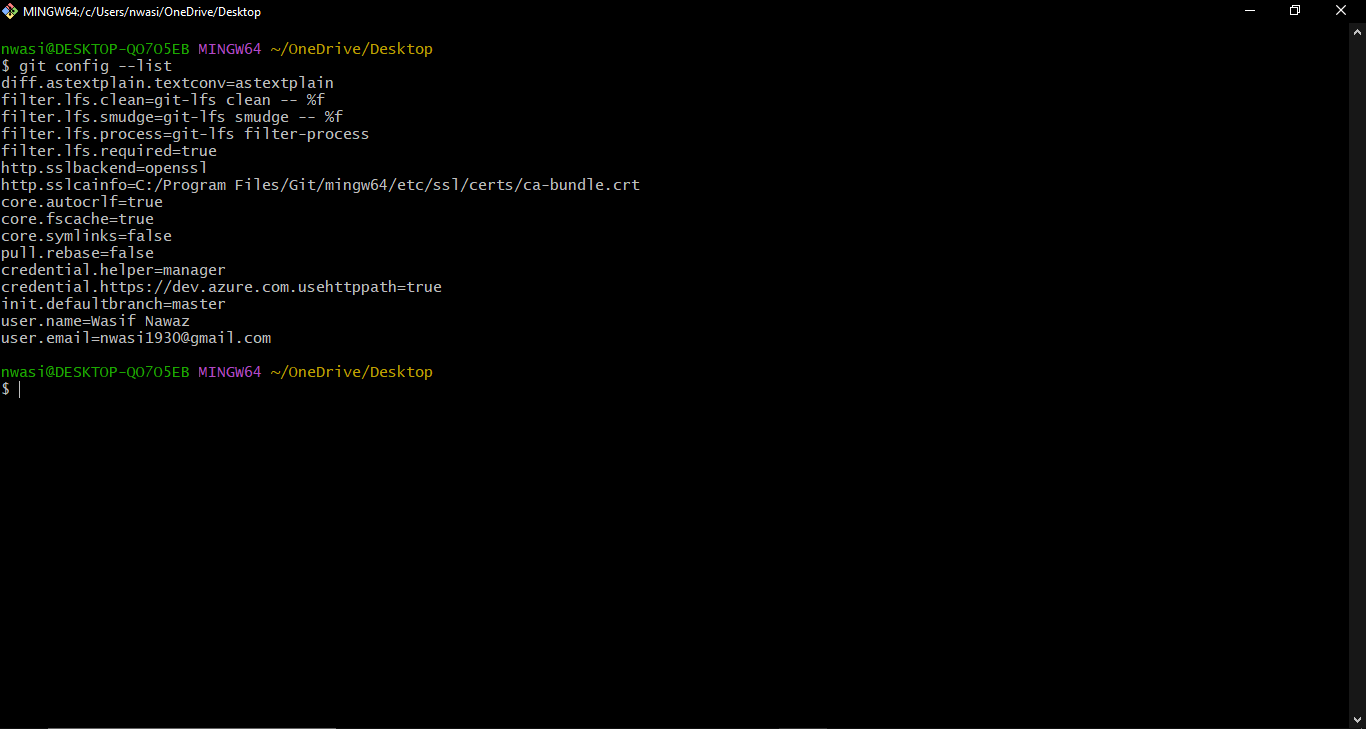 MINGW64:/c/Users/nwasi/OneDrive/Desktop
nwasi@DESKTOP-QO7O5EB MINGW64 ~/OneDrive/Desktop
$ git config --list
diff.astextplain.textconv=astextplain
filter.lfs.clean=git-lfs clean -- %f
filter.lfs.smudge=git-lfs smudge -- %f
filter.lfs.process=git-lfs filter-process
filter.lfs.required=true
http.sslbackend=openssl
http.sslcainfo=C:/Program Files/Git/mingw64/etc/ssl/certs/ca-bundle.crt
core.autocrlf=true
core.fscache=true
core.symlinks=false
pull.rebase=false
credential.helper=manager
credential.https://dev.azure.com.usehttppath=true
init.defaultbranch=master
user.name=Wasif Nawaz
user.email=nwasi1930@gmail.com
nwasi@DESKTOP-QO7O5EB MINGW64 ~/OneDrive/Desktop
$